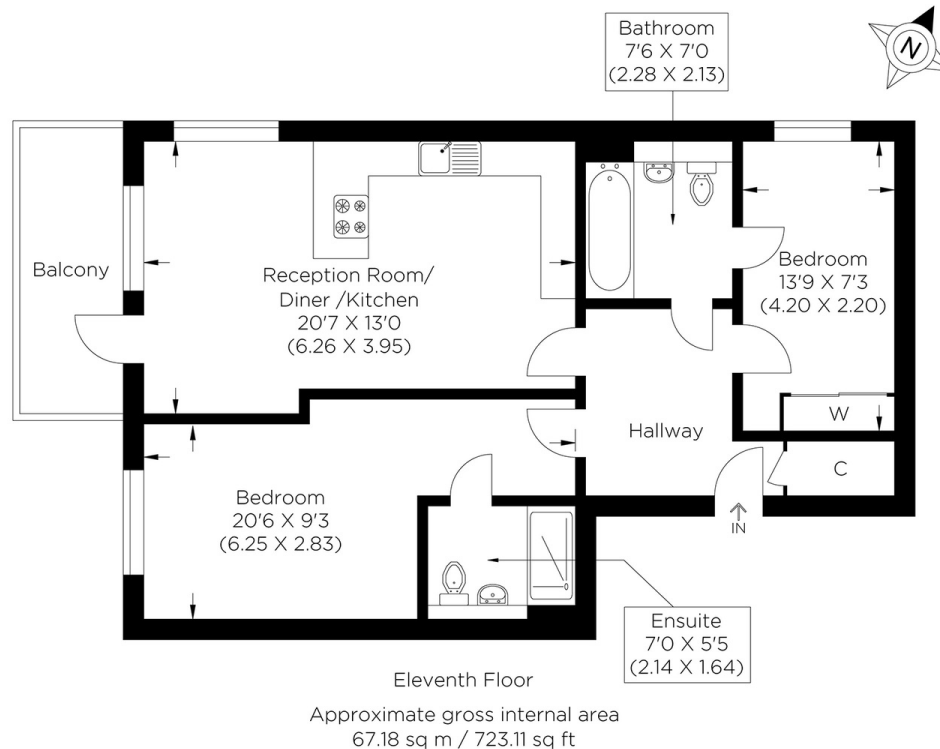 Bathroom
7'6 X 7'0
(2.28 X 2.13)
N
Balcony
Reception Room/
Diner /Kitchen
20'7 X 13'0
(6.26 X 3.95)
Bedroom
13'9 X 7'3
(4.20 X 2.20)
W
Hallway
C
Bedroom
20'6 X 9'3
(6.25 X 2.83)
IN
Ensuite
7'0 X 5'5
(2.14 X 1.64)
Eleventh Floor
Approximate gross internal area
67.18 sq m / 723.11 sq ft